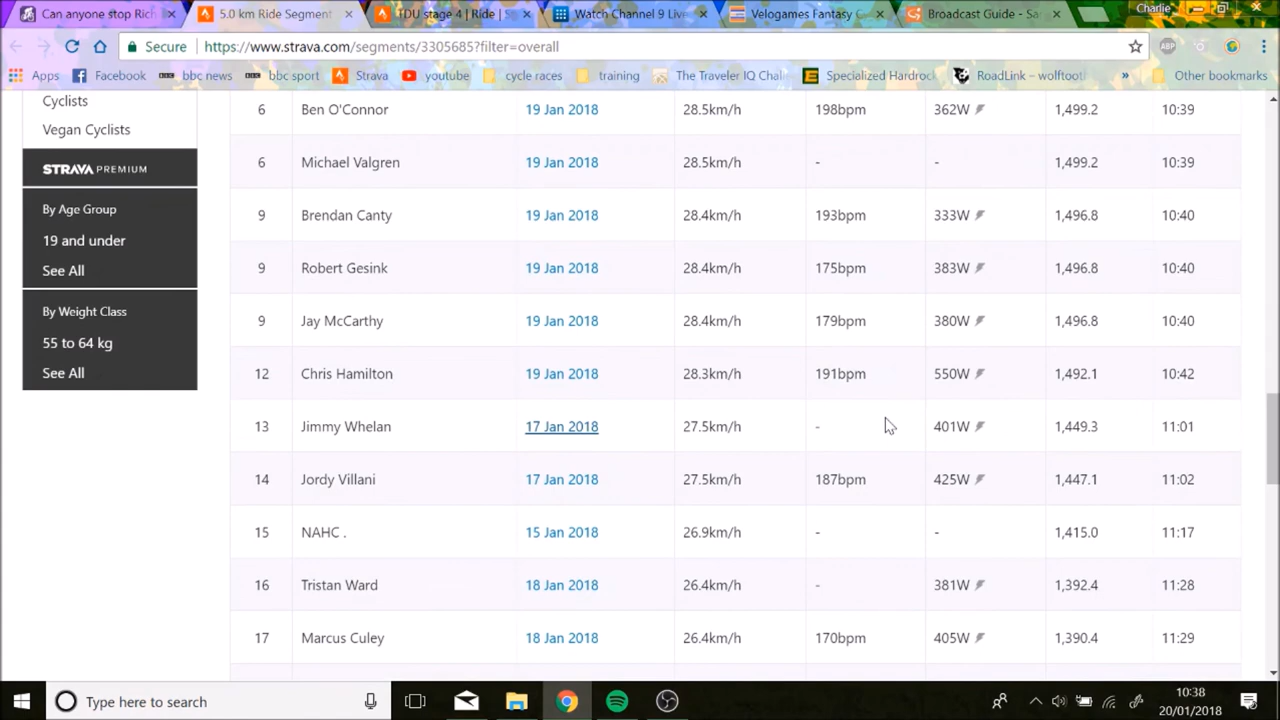 Can anyone stop Rich
5.0 km Ride Segment
TDU stage 4 | Ride | S
Watch Channel 9 Live
Velogames Fantasy C
Broadcast Guide - Sa
Charlie
Secure
https://www.strava.com/segments/3305685?filter=overall
ABP
Apps
Facebook
bbc news
bbc sport
Strava
youtube
cycle races
training
The Traveler IQ Chall
Specialized Hardrock
RoadLink – wolftooth
»
Other bookmarks
Cyclists
Vegan Cyclists
STRAVA PREMIUM
By Age Group
19 and under
See All
By Weight Class
55 to 64 kg
See All
6 Ben O'Connor 19 Jan 2018 28.5km/h 198bpm 362W 1,499.2 10:39
6 Michael Valgren 19 Jan 2018 28.5km/h - - 1,499.2 10:39
9 Brendan Canty 19 Jan 2018 28.4km/h 193bpm 333W 1,496.8 10:40
9 Robert Gesink 19 Jan 2018 28.4km/h 175bpm 383W 1,496.8 10:40
9 Jay McCarthy 19 Jan 2018 28.4km/h 179bpm 380W 1,496.8 10:40
12 Chris Hamilton 19 Jan 2018 28.3km/h 191bpm 550W 1,492.1 10:42
13 Jimmy Whelan 17 Jan 2018 27.5km/h - 401W 1,449.3 11:01
14 Jordy Villani 17 Jan 2018 27.5km/h 187bpm 425W 1,447.1 11:02
15 NAHC . 15 Jan 2018 26.9km/h - - 1,415.0 11:17
16 Tristan Ward 18 Jan 2018 26.4km/h - 381W 1,392.4 11:28
17 Marcus Culey 18 Jan 2018 26.4km/h 170bpm 405W 1,390.4 11:29
Type here to search
10:38
20/01/2018